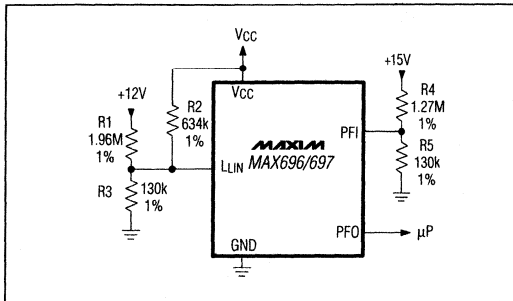 VCC
+12V
R1
1.96M
1%
R2
634k
1%
R3
130k
1%
VCC
LLIN
MAXIM
MAX696/697
GND
PFI
PFO
+15V
R4
1.27M
1%
R5
130k
1%
µP